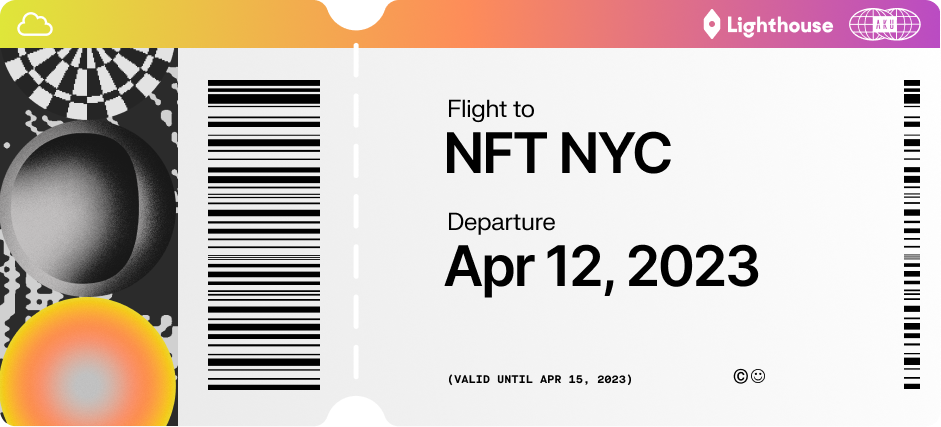 Lighthouse
AKU
Flight to
NFT NYC
Departure
Apr 12, 2023
(VALID UNTIL APR 15, 2023)
©